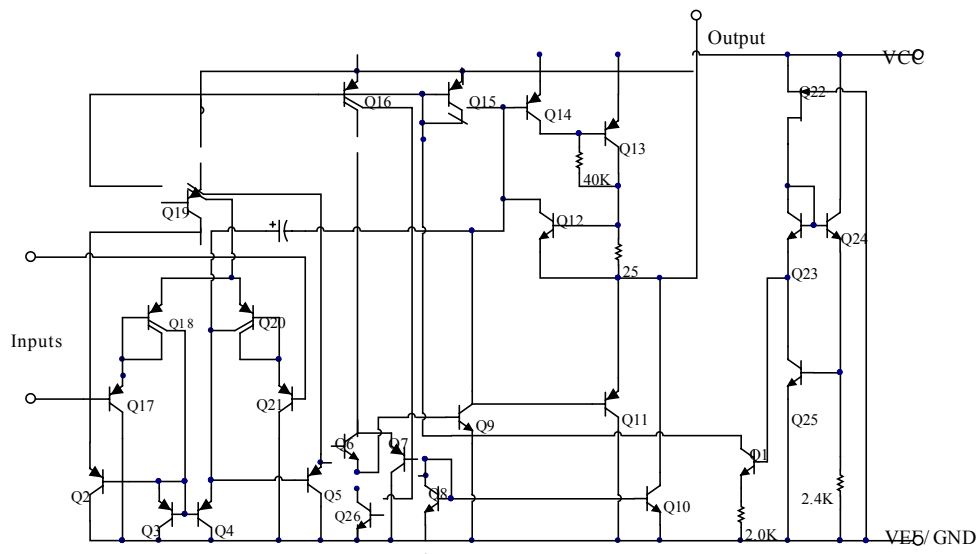 Output
VCC
Q22
Q16
Q15
Q14
Q13
40K
Q19
Q12
Q24
+
25
Q23
Q18
Q20
Inputs
Q17
Q21
Q11
Q25
Q9
Q6
Q7
Q1
Q2
Q5
Q8
Q10
2.4K
Q3
Q4
Q26
2.0K
VEE/GND